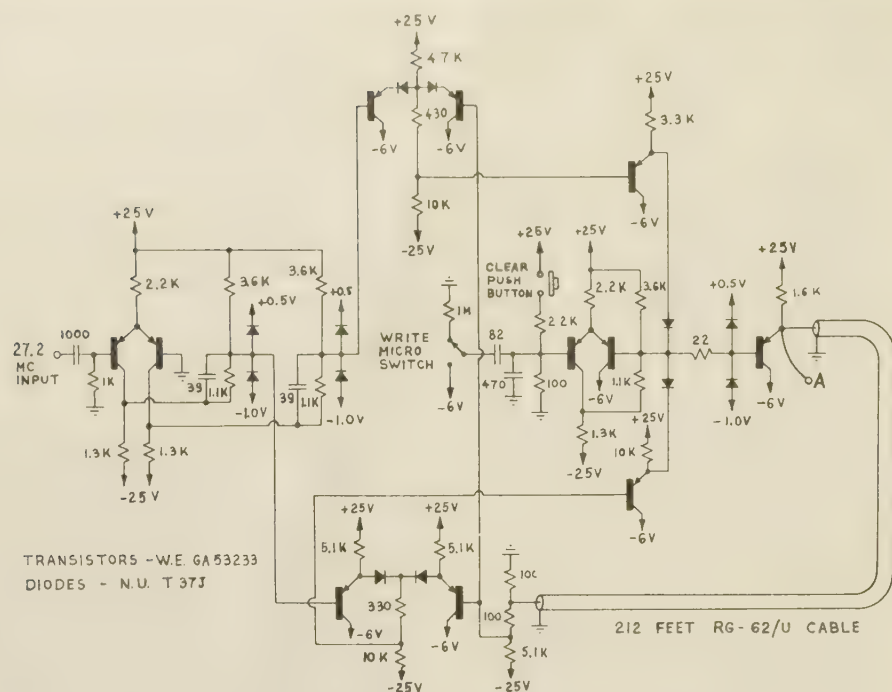 +25V
4.7K
430
-6V
-6V
10K
-25V
+25V
3.3K
-6V
+25V
2.2K
3.6K
3.6K
+0.5V
+0.5
27.2
MC
INPUT
1000
1K
39
1.1K
-1.0V
39
1.1K
-1.0V
1.3K
1.3K
-25V
+25V
CLEAR
PUSH
BUTTON
2.2K
1K
WRITE
MICRO
SWITCH
-6V
82
470
100
+25V
2.2K
3.6K
-6V
1.1K
1.3K
-25V
22
+0.5V
-1.0V
+25V
1.6K
-6V
A
+25V
10K
-6V
TRANSISTORS - W.E. GA53233
DIODES - N.U. T37J
+25V
5.1K
+25V
5.1K
330
-6V
-6V
10K
-25V
100
100
5.1K
-25V
212 FEET RG-62/U CABLE